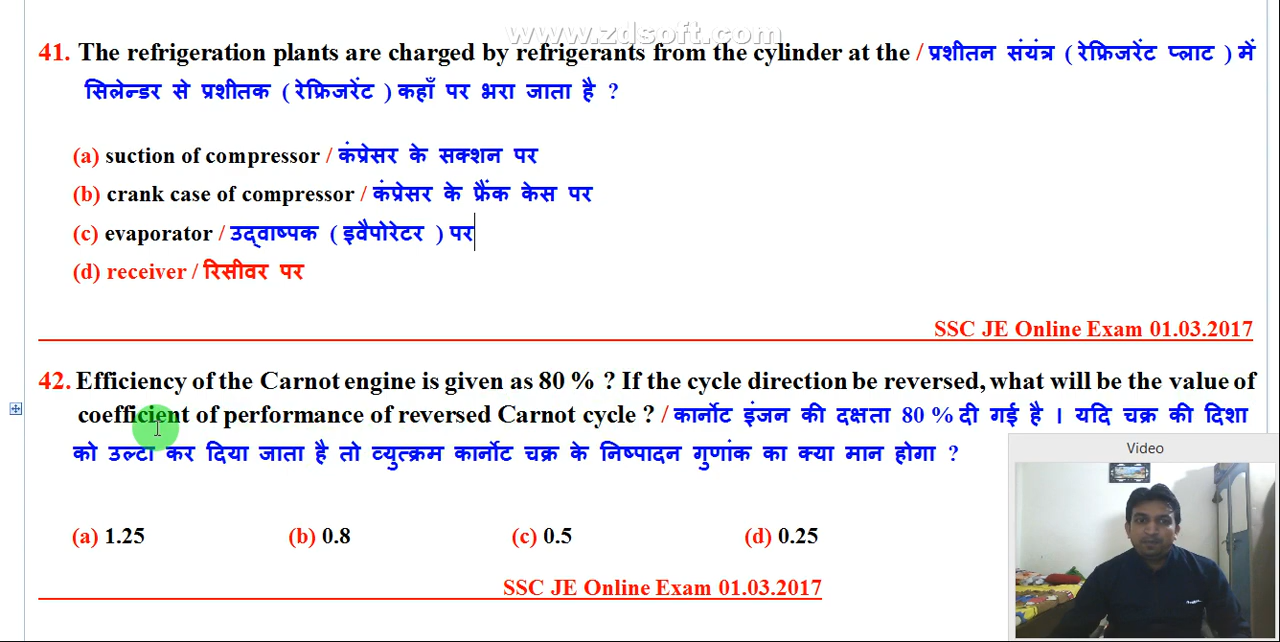 www.zdsoft.com
41. The refrigeration plants are charged by refrigerants from the cylinder at the / प्रशीतन संयंत्र ( रेफ्रिजरेंट प्लाट ) में
सिलेन्डर से प्रशीतक ( रेफ्रिजरेंट ) कहाँ पर भरा जाता है ?
(a) suction of compressor / कंप्रेसर के सक्शन पर
(b) crank case of compressor / कंप्रेसर के फ्रैंक केस पर
(c) evaporator / उद्वाष्पक ( इवैपोरेटर ) पर
(d) receiver / रिसीवर पर
SSC JE Online Exam 01.03.2017
42. Efficiency of the Carnot engine is given as 80 % ? If the cycle direction be reversed, what will be the value of
coefficient of performance of reversed Carnot cycle ? / कार्नोट इंजन की दक्षता 80 % दी गई है । यदि चक्र की दिशा
को उल्टा कर दिया जाता है तो व्युत्क्रम कार्नोट चक्र के निष्पादन गुणांक का क्या मान होगा ?
Video
(a) 1.25 (b) 0.8 (c) 0.5 (d) 0.25
SSC JE Online Exam 01.03.2017